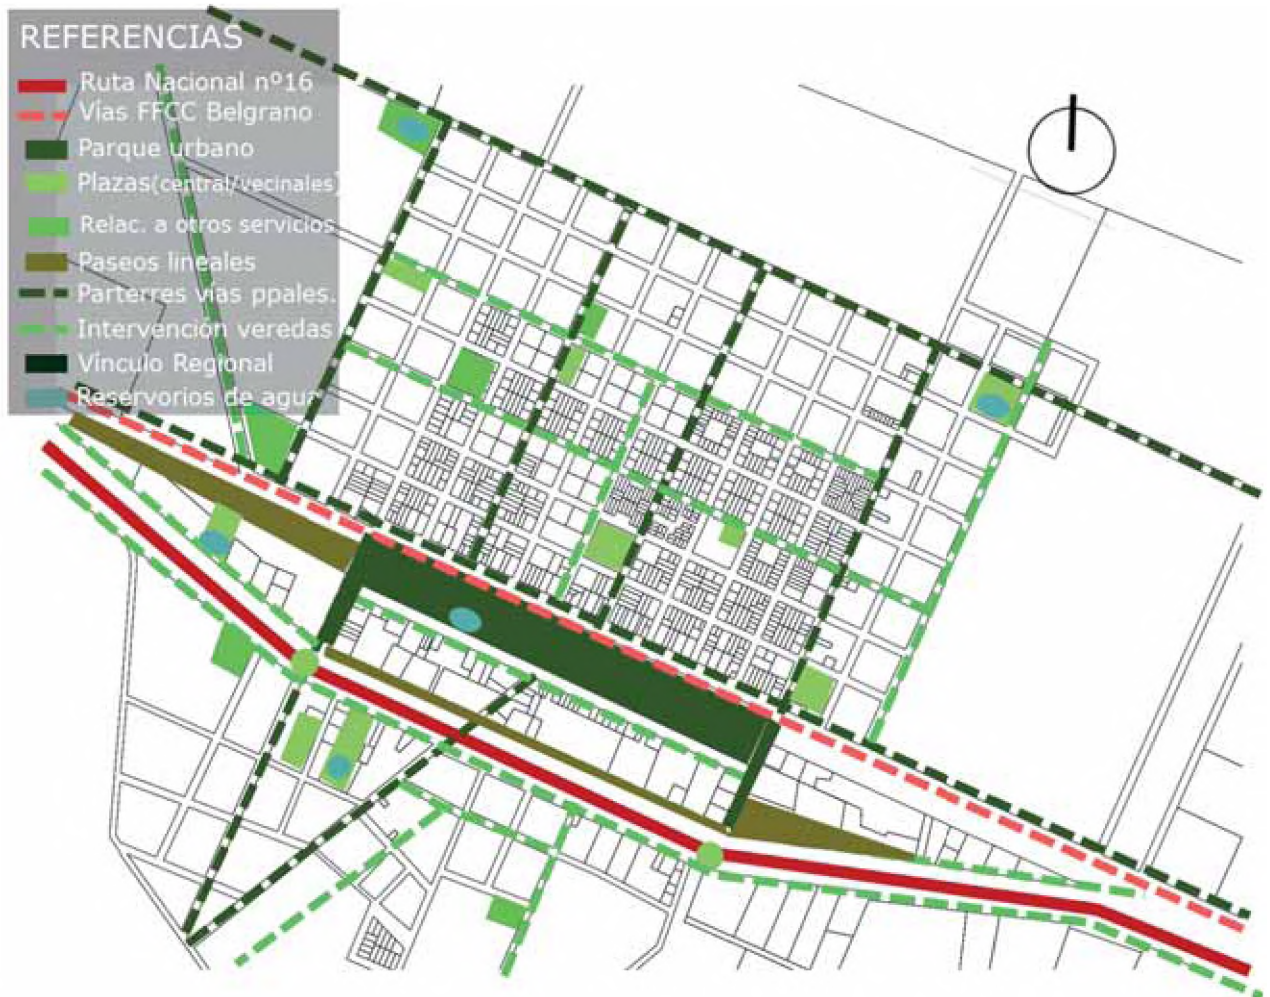 REFERENCIAS
Ruta Nacional nº16
Vías FFCC Belgrano
Parque urbano
Plazas(central/vecinales)
Relac. a otros servicios
Paseos lineales
Parterres vías ppales.
Intervención veredas
Vínculo Regional
Reservorios de agua